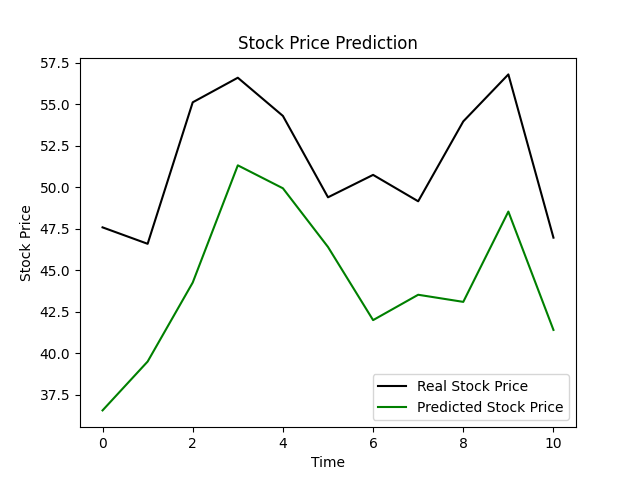 Stock Price Prediction
57.5
55.0
52.5
50.0
47.5
45.0
42.5
40.0
37.5
Stock Price
0 2 4 6 8 10
Time
Real Stock Price
Predicted Stock Price